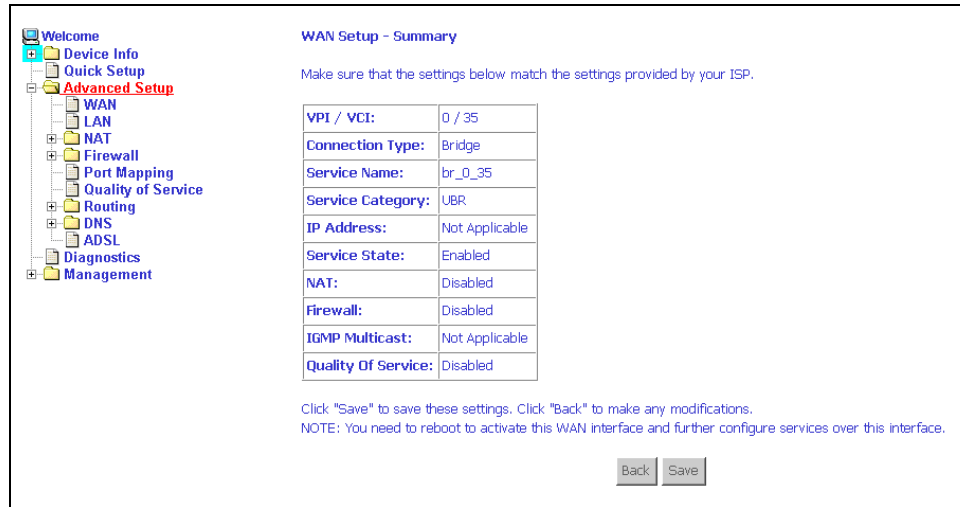 Welcome
Device Info
Quick Setup
Advanced Setup
WAN
LAN
NAT
Firewall
Port Mapping
Quality of Service
Routing
DNS
ADSL
Diagnostics
Management
WAN Setup - Summary
Make sure that the settings below match the settings provided by your ISP.
VPI / VCI: 0 / 35
Connection Type: Bridge
Service Name: br_0_35
Service Category: UBR
IP Address: Not Applicable
Service State: Enabled
NAT: Disabled
Firewall: Disabled
IGMP Multicast: Not Applicable
Quality Of Service: Disabled
Click "Save" to save these settings. Click "Back" to make any modifications.
NOTE: You need to reboot to activate this WAN interface and further configure services over this interface.
Back Save